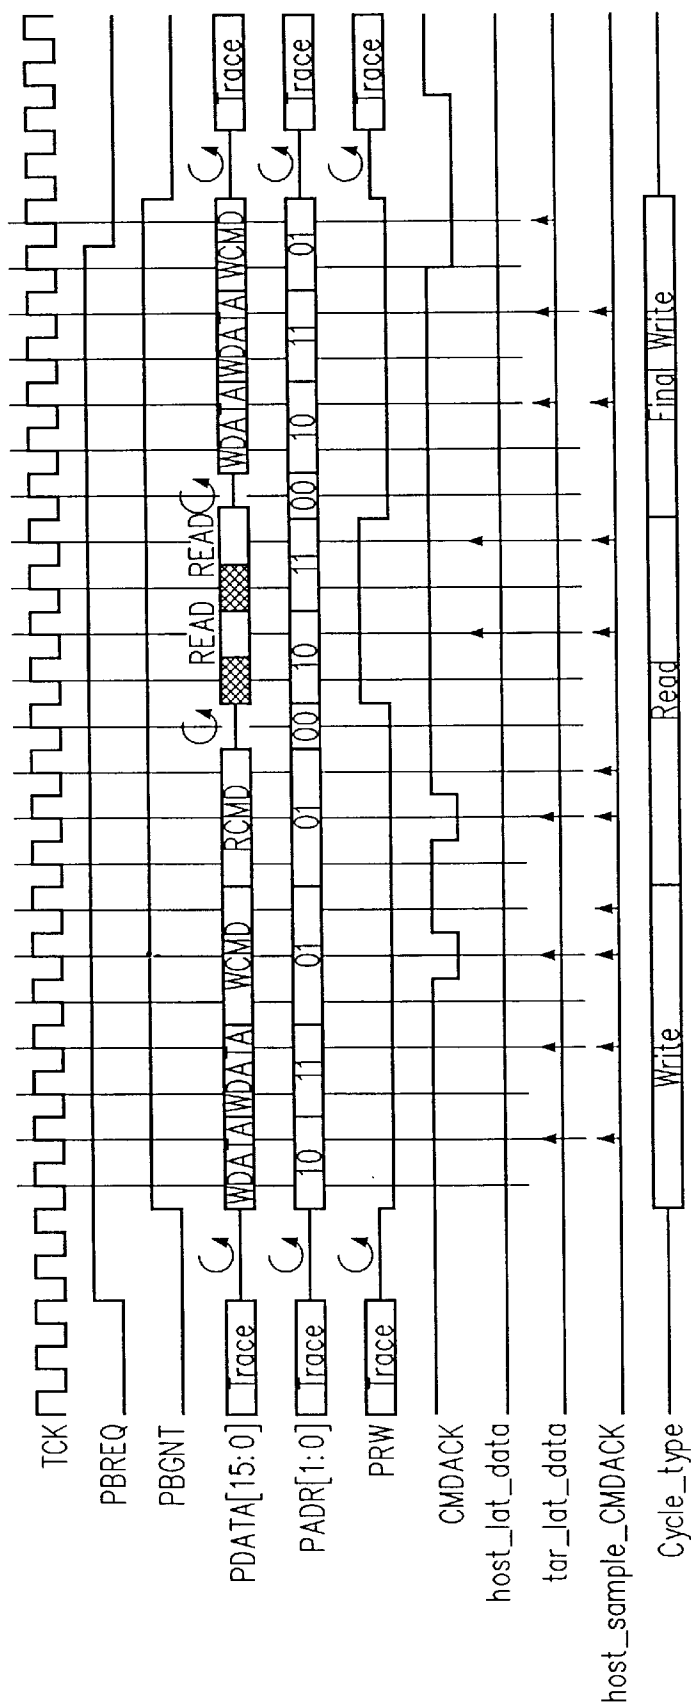 TCK
PBREQ
PBGNT
PDATA[15:0] Trace WDATA WDATA WCMD RCMD READ READ WDATA WDATA WCMD Trace
PADR[1:0] Trace 10 11 01 01 00 10 11 00 10 11 01 Trace
PRW Trace Trace
CMDACK
host_lat_data
tar_lat_data
host_sample_CMDACK
Cycle_type Write Read Final Write